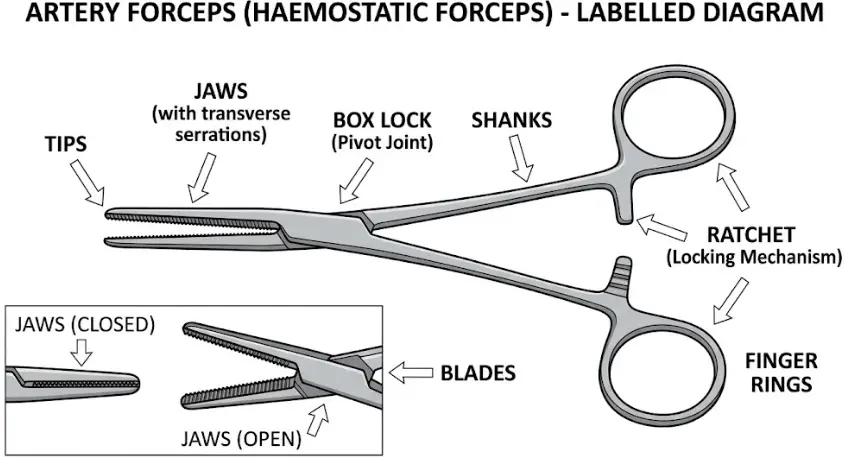 ARTERY FORCEPS (HAEMOSTATIC FORCEPS) - LABELLED DIAGRAM
TIPS
JAWS
(with transverse
serrations)
BOX LOCK
(Pivot Joint)
SHANKS
RATCHET
(Locking Mechanism)
FINGER
RINGS
JAWS (CLOSED)
BLADES
JAWS (OPEN)